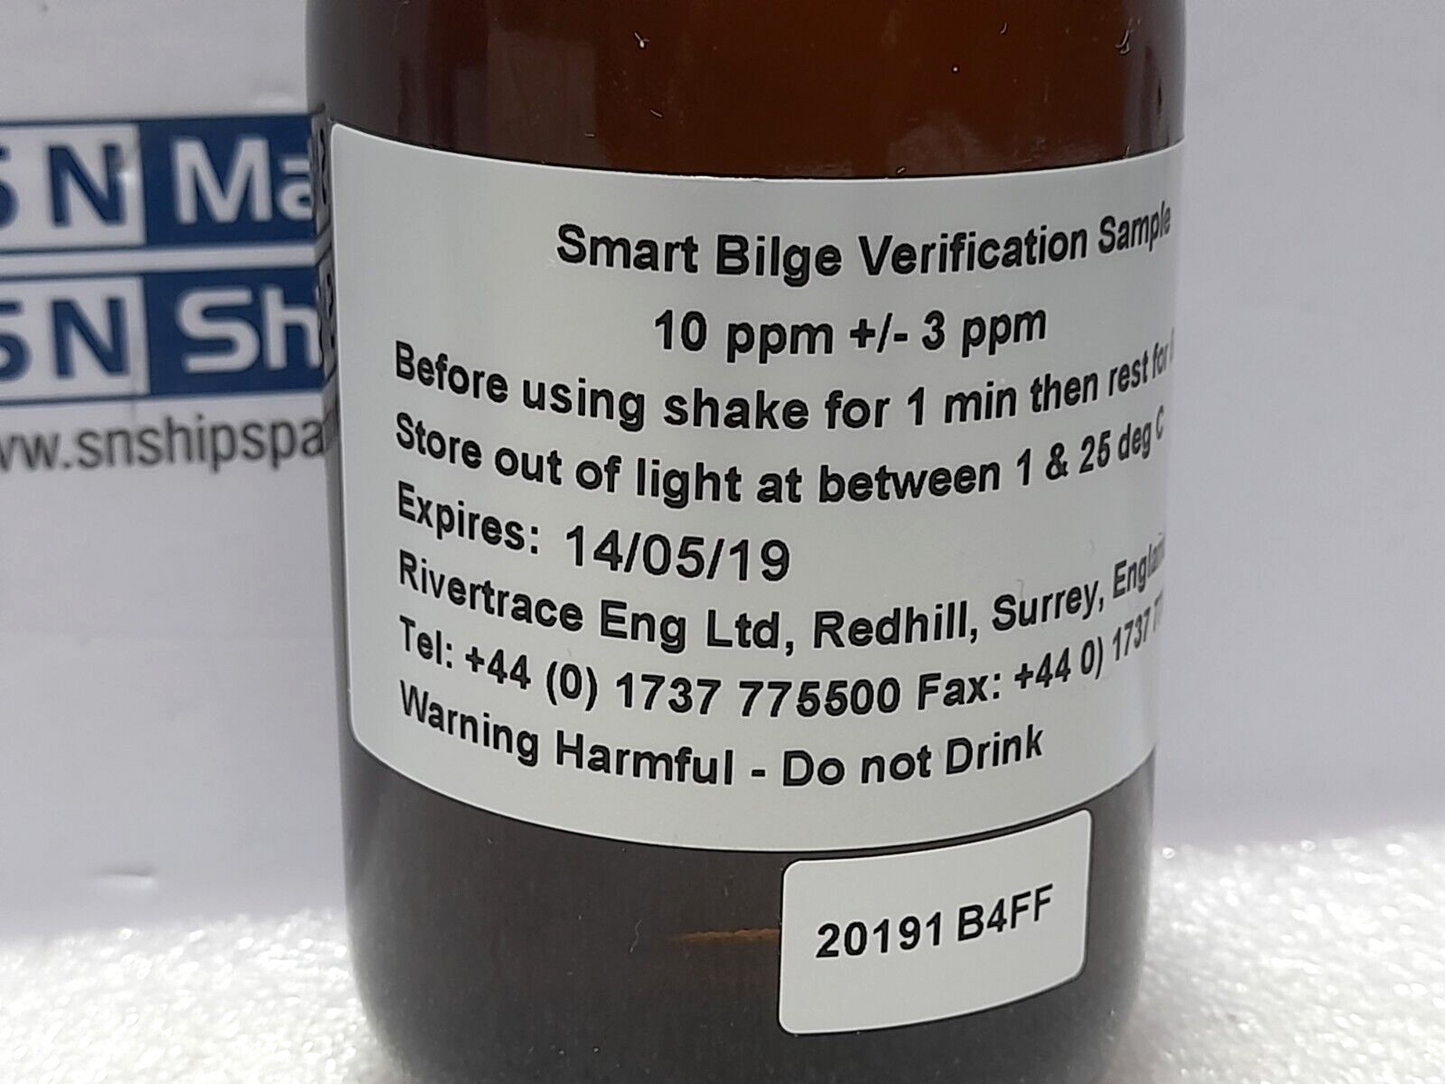 Smart Bilge Verification Sample
10 ppm +/- 3 ppm
Before using shake for 1 min then rest for
Store out of light at between 1 & 25 deg C
Expires: 14/05/19
Rivertrace Eng Ltd, Redhill, Surrey, England
Tel: +44 (0) 1737 775500 Fax: +44 0) 1737
Warning Harmful - Do not Drink
20191 B4FF
SN Ma
SN Sh
www.snshipspa